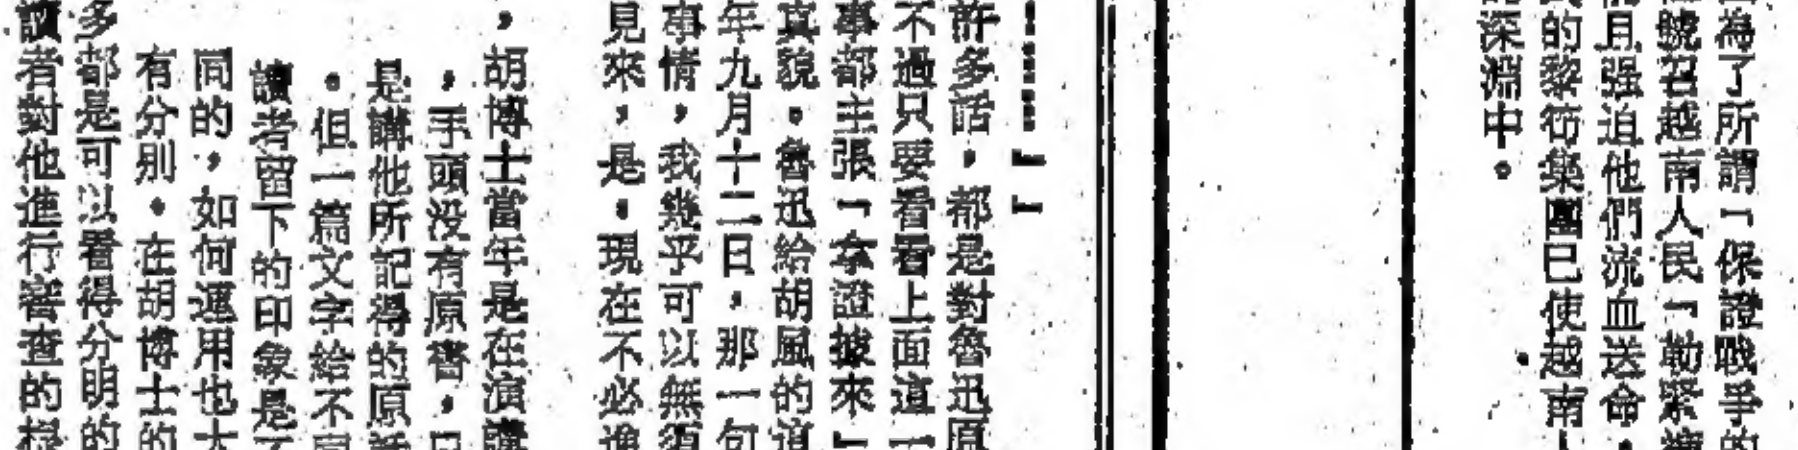 為了所謂「保證戰爭的
號召越南人民「勒緊
且强迫他們流血送命，
的黎笱集團已使越南人
深淵中。
…………』」
許多話，都是對魯迅原
不過只要看看上面這一
事都主張「拿證據來」
真貌。魯迅給胡風的這
年九月十二日，那一句
事情，我幾乎可以無須
見來，是：現在不必進
，胡博士當年是在演講
，手頭没有原書，只
是講他所記得的原話
。但一篇文字給不同
讀者留下的印象是不
同的，如何運用也大
有分別。在胡博士的
多都是可以看得分明的
讀者對他進行審查的根